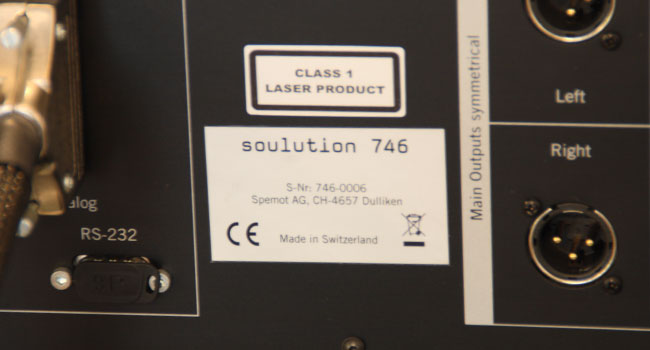 CLASS 1
LASER PRODUCT
soulution 746
S-Nr: 746-0006
Spemot AG, CH-4657 Dulliken
CE
Made in Switzerland
alog
RS-232
Main Outputs symmetrical
Left
Right